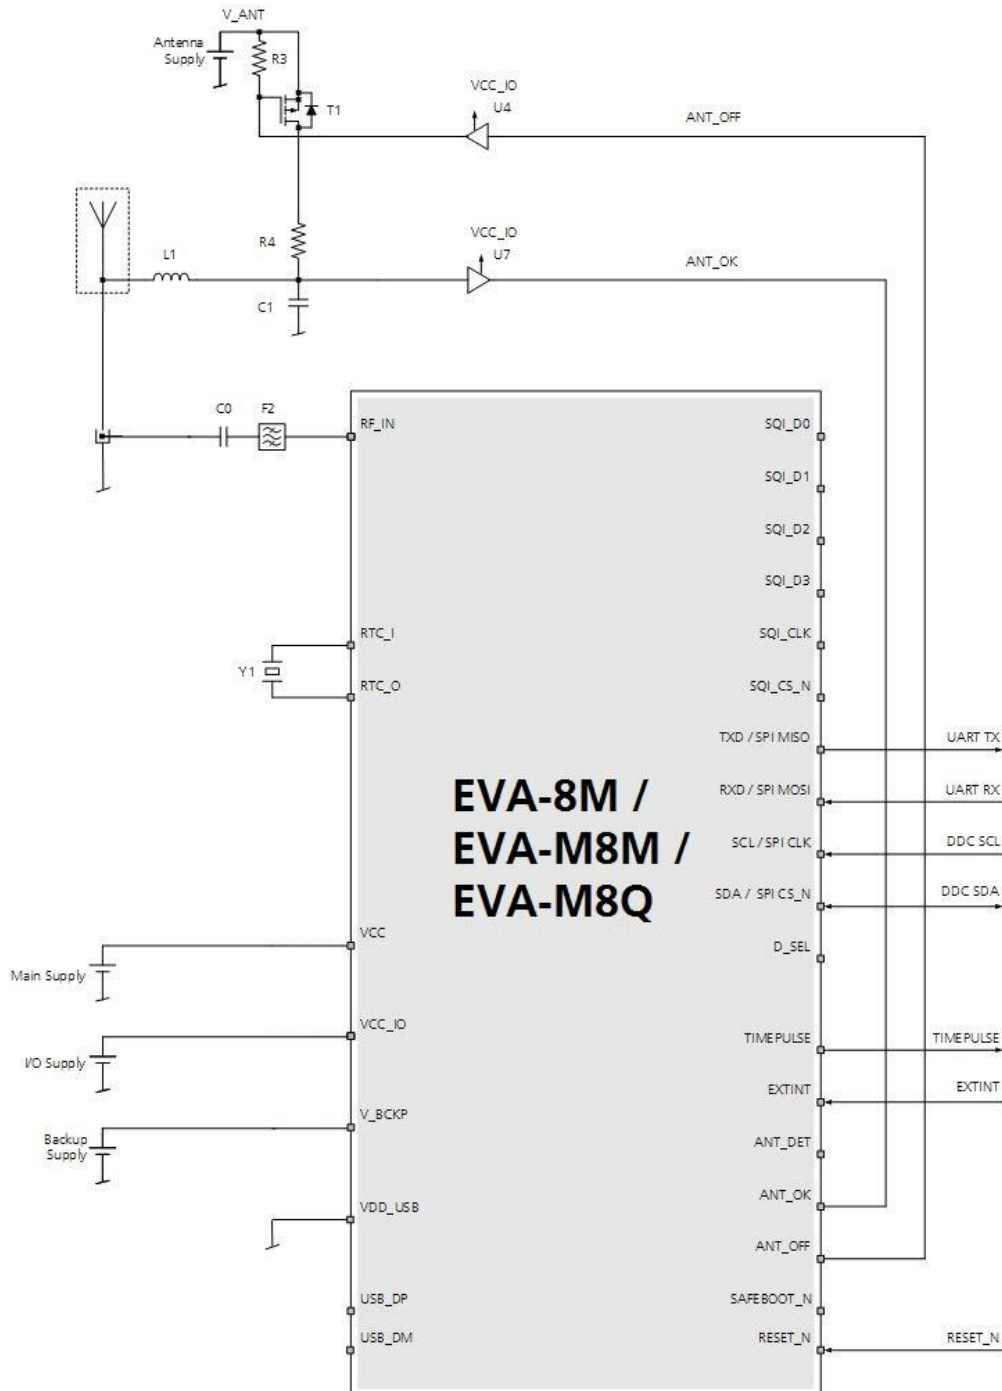 V_ANT
Antenna
Supply
R3
T1
VCC_IO
U4
ANT_OFF
R4
L1
VCC_IO
U7
ANT_OK
C1
C0
F2
RF_IN
SQI_D0
SQI_D1
SQI_D2
SQI_D3
RTC_I
SQI_CLK
Y1
RTC_O
SQI_CS_N
TXD / SPI MISO
UART TX
EVA-8M /
EVA-M8M /
EVA-M8Q
RXD / SPI MOSI
UART RX
SCL / SPI CLK
DDC SCL
SDA / SPI CS_N
DDC SDA
VCC
D_SEL
Main Supply
VCC_IO
TIMEPULSE
TIMEPULSE
I/O Supply
EXTINT
EXTINT
V_BCKP
Backup
Supply
ANT_DET
ANT_OK
VDD_USB
ANT_OFF
USB_DP
SAFEBOOT_N
USB_DM
RESET_N
RESET_N